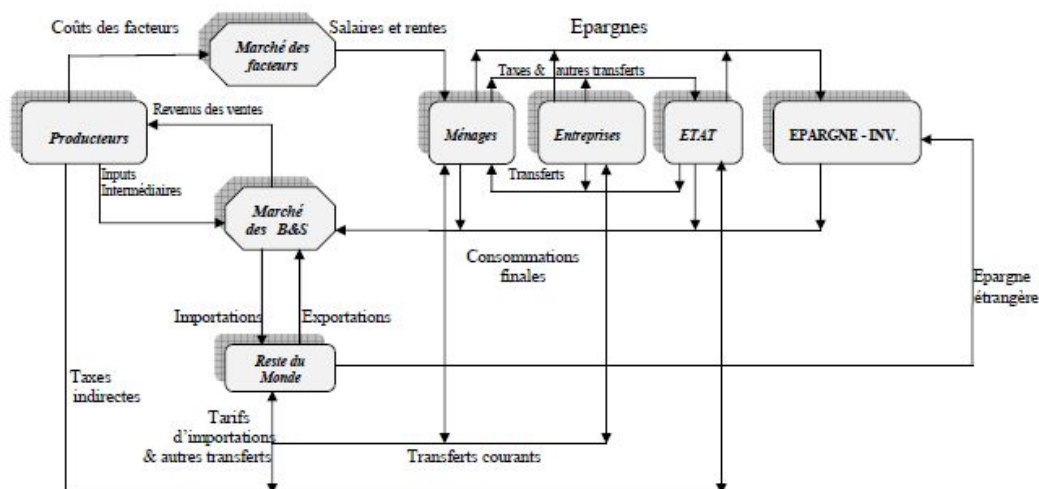 Coûts des facteurs
Marché des
facteurs
Salaires et rentes
Epargnes
Taxes & autres transferts
Revenus des ventes
Producteurs
Ménages
Entreprises
ETAT
EPARGNE - INV.
Inputs
Intermédiaires
Transferts
Marché
des B&S
Consommations
finales
Epargne
étrangère
Importations
Exportations
Reste du
Monde
Taxes
indirectes
Tarifs
d'importations
& autres transferts
Transferts courants